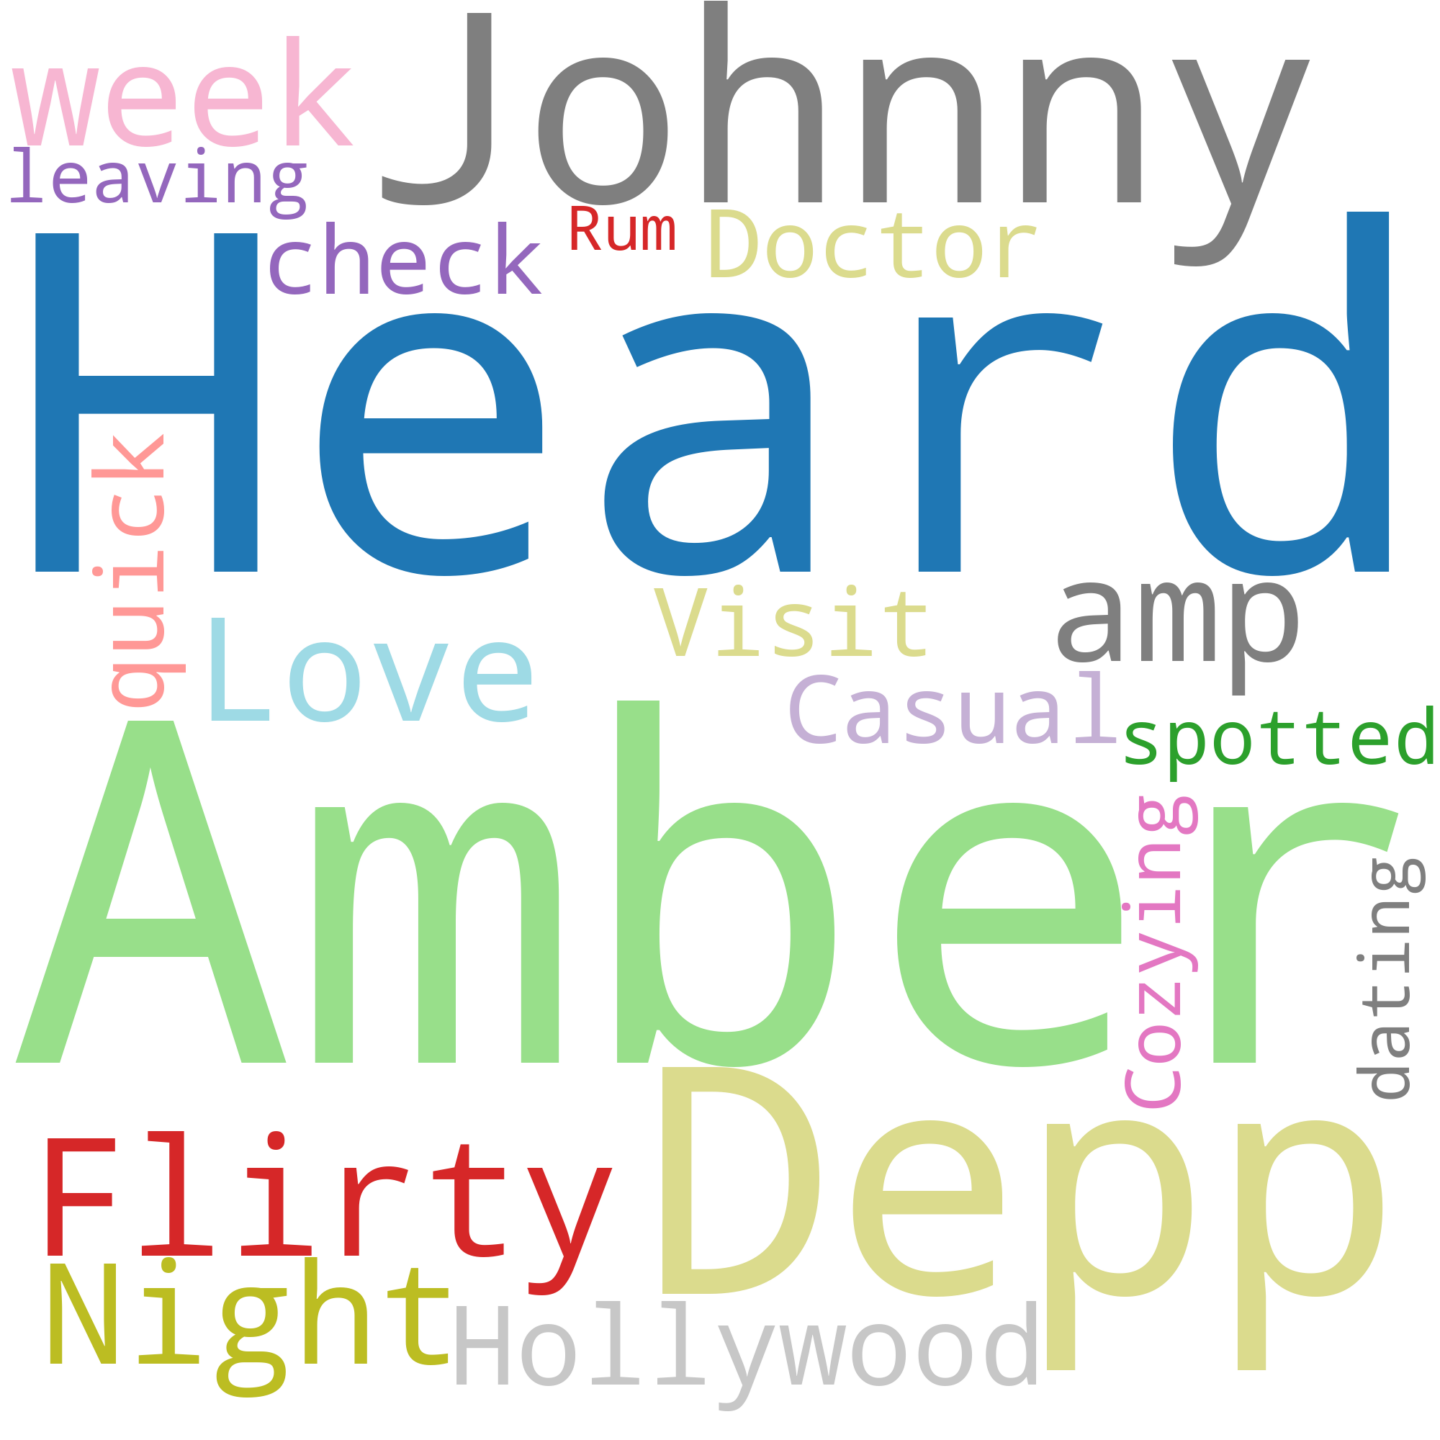 week
Johnny
leaving
check
Rum
Doctor
Heard
quick
Love
Visit
amp
Casual
spotted
Amber
Cozying
dating
Depp
Flirty
Night
Hollywood